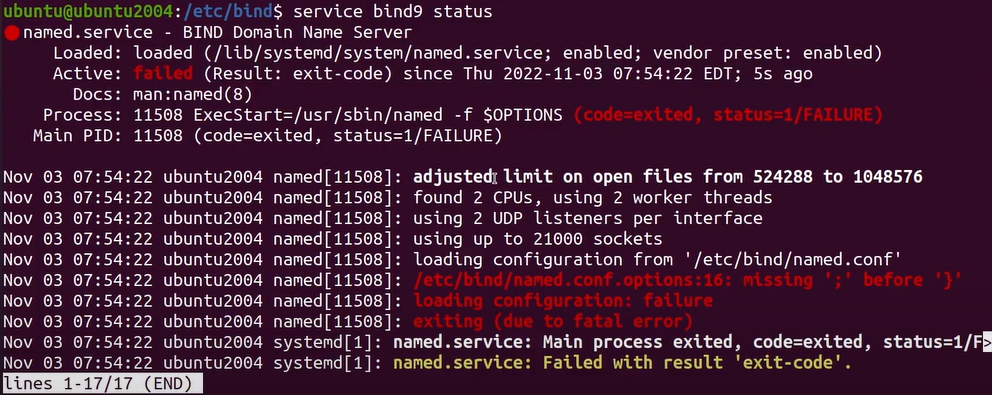 ubuntu@ubuntu2004:/etc/bind$ service bind9 status
named.service - BIND Domain Name Server
Loaded: loaded (/lib/systemd/system/named.service; enabled; vendor preset: enabled)
Active: failed (Result: exit-code) since Thu 2022-11-03 07:54:22 EDT; 5s ago
Docs: man:named(8)
Process: 11508 ExecStart=/usr/sbin/named -f $OPTIONS (code=exited, status=1/FAILURE)
Main PID: 11508 (code=exited, status=1/FAILURE)
Nov 03 07:54:22 ubuntu2004 named[11508]: adjusted limit on open files from 524288 to 1048576
Nov 03 07:54:22 ubuntu2004 named[11508]: found 2 CPUs, using 2 worker threads
Nov 03 07:54:22 ubuntu2004 named[11508]: using 2 UDP listeners per interface
Nov 03 07:54:22 ubuntu2004 named[11508]: using up to 21000 sockets
Nov 03 07:54:22 ubuntu2004 named[11508]: loading configuration from '/etc/bind/named.conf'
Nov 03 07:54:22 ubuntu2004 named[11508]: /etc/bind/named.conf.options:16: missing ';' before '}'
Nov 03 07:54:22 ubuntu2004 named[11508]: loading configuration: failure
Nov 03 07:54:22 ubuntu2004 named[11508]: exiting (due to fatal error)
Nov 03 07:54:22 ubuntu2004 systemd[1]: named.service: Main process exited, code=exited, status=1/F>
Nov 03 07:54:22 ubuntu2004 systemd[1]: named.service: Failed with result 'exit-code'.
lines 1-17/17 (END)